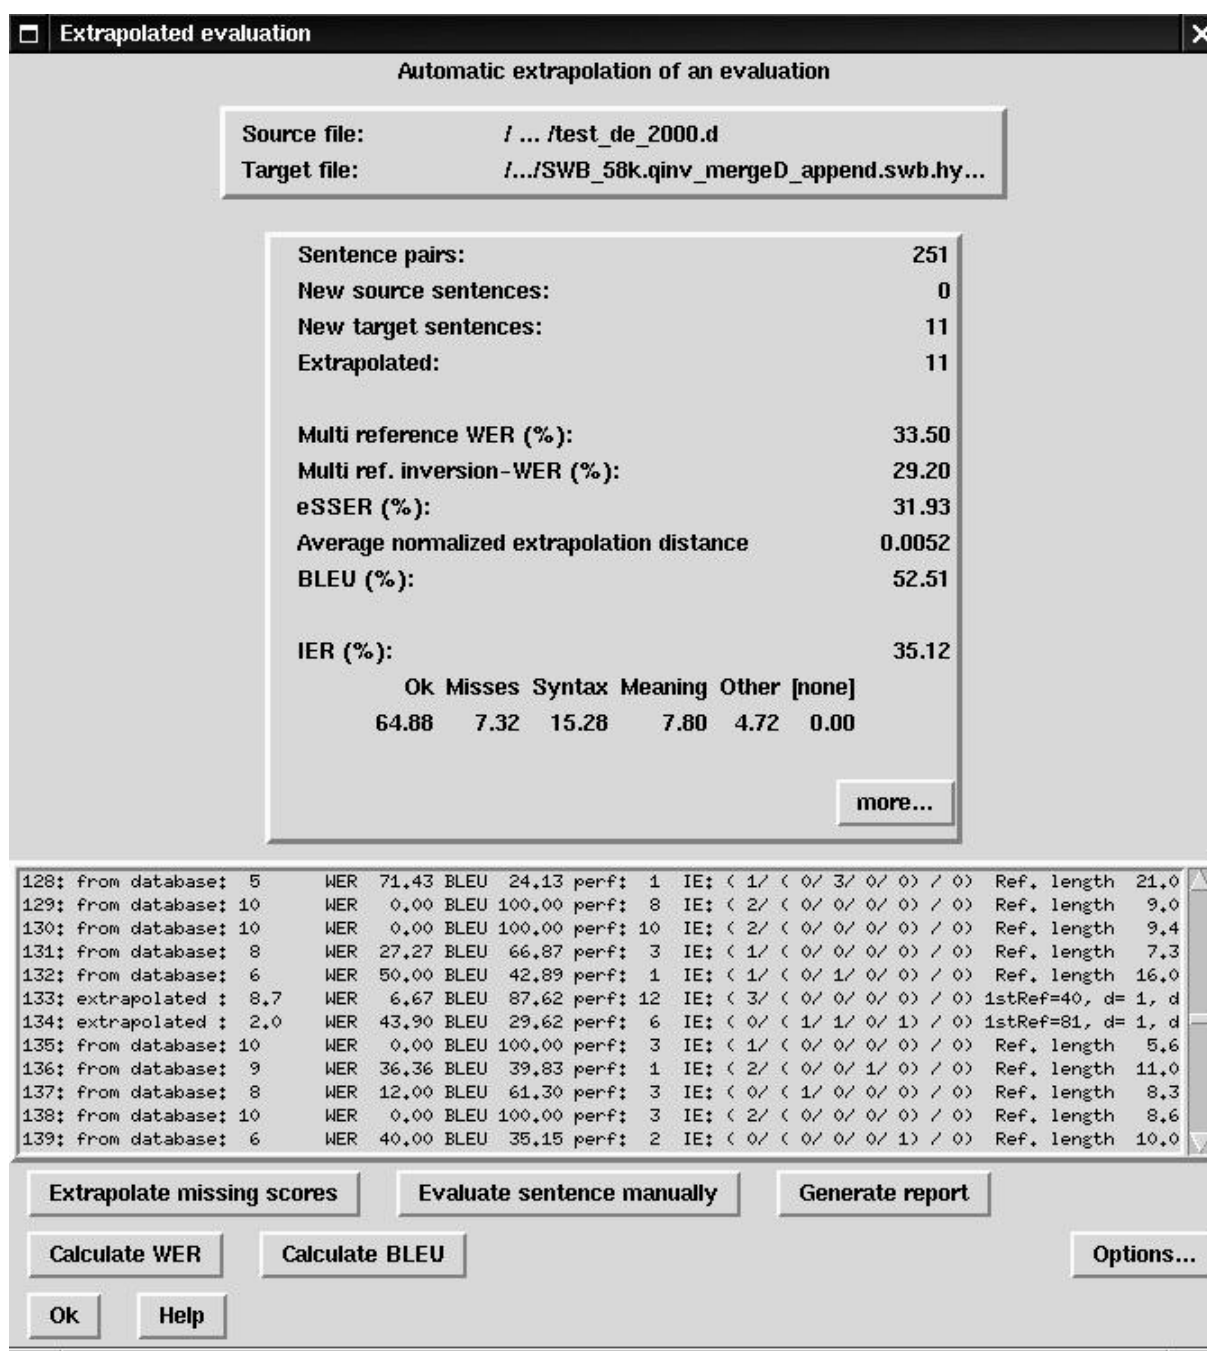 Extrapolated evaluation
Automatic extrapolation of an evaluation
Source file: / ... /test_de_2000.d
Target file: /.../SWB_58k.qinv_mergeD_append.swb.hy...
Sentence pairs: 251
New source sentences: 0
New target sentences: 11
Extrapolated: 11
Multi reference WER (%): 33.50
Multi ref. inversion-WER (%): 29.20
eSSER (%): 31.93
Average normalized extrapolation distance 0.0052
BLEU (%): 52.51
IER (%): 35.12
Ok Misses Syntax Meaning Other [none]
64.88 7.32 15.28 7.80 4.72 0.00
more...
128: from database: 5 WER 71.43 BLEU 24.13 perf: 1 IE: ( 1/ ( 0/ 3/ 0/ 0) / 0) Ref. length 21.0
129: from database: 10 WER 0.00 BLEU 100.00 perf: 8 IE: ( 2/ ( 0/ 0/ 0/ 0) / 0) Ref. length 9.0
130: from database: 10 WER 0.00 BLEU 100.00 perf: 10 IE: ( 2/ ( 0/ 0/ 0/ 0) / 0) Ref. length 9.4
131: from database: 8 WER 27.27 BLEU 66.87 perf: 3 IE: ( 1/ ( 0/ 0/ 0/ 0) / 0) Ref. length 7.3
132: from database: 6 WER 50.00 BLEU 42.89 perf: 1 IE: ( 1/ ( 0/ 1/ 0/ 0) / 0) Ref. length 16.0
133: extrapolated : 8.7 WER 6.67 BLEU 87.62 perf: 12 IE: ( 3/ ( 0/ 0/ 0/ 0) / 0) 1stRef=40, d= 1, d
134: extrapolated : 2.0 WER 43.90 BLEU 29.62 perf: 6 IE: ( 0/ ( 1/ 1/ 0/ 1) / 0) 1stRef=81, d= 1, d
135: from database: 10 WER 0.00 BLEU 100.00 perf: 3 IE: ( 1/ ( 0/ 0/ 0/ 0) / 0) Ref. length 5.6
136: from database: 9 WER 36.36 BLEU 39.83 perf: 1 IE: ( 2/ ( 0/ 0/ 1/ 0) / 0) Ref. length 11.0
137: from database: 8 WER 12.00 BLEU 61.30 perf: 3 IE: ( 0/ ( 1/ 0/ 0/ 0) / 0) Ref. length 8.3
138: from database: 10 WER 0.00 BLEU 100.00 perf: 3 IE: ( 2/ ( 0/ 0/ 0/ 0) / 0) Ref. length 8.6
139: from database: 6 WER 40.00 BLEU 35.15 perf: 2 IE: ( 0/ ( 0/ 0/ 0/ 1) / 0) Ref. length 10.0
Extrapolate missing scores Evaluate sentence manually Generate report
Calculate WER Calculate BLEU Options...
Ok Help